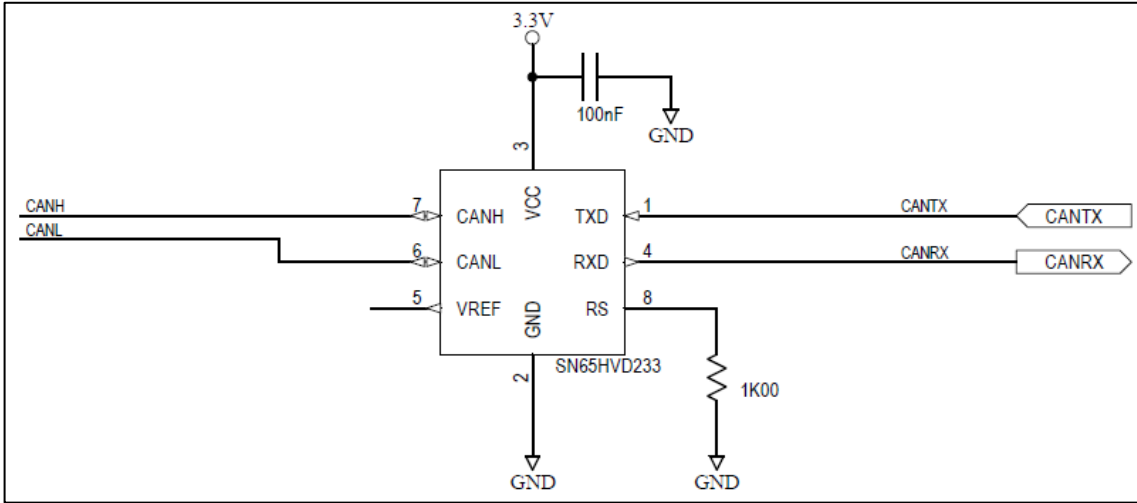 3.3V
100nF
GND
3
VCC
CANH
7
CANH
TXD
1
CANTX
CANTX
CANL
6
CANL
RXD
4
CANRX
CANRX
5
VREF
GND
RS
8
SN65HVD233
2
1K00
GND
GND